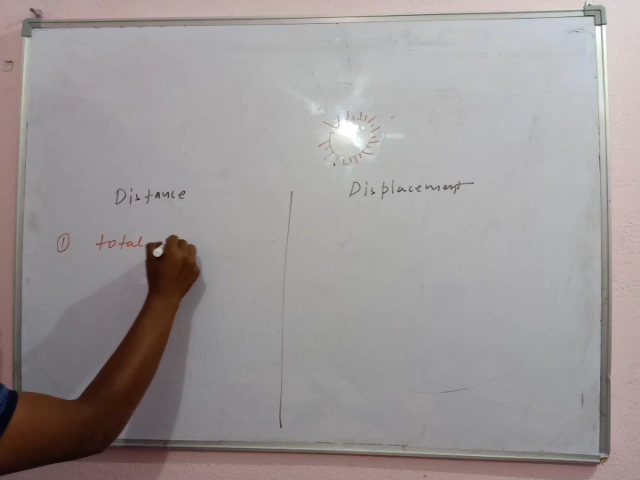 Distance
Displacement
① total